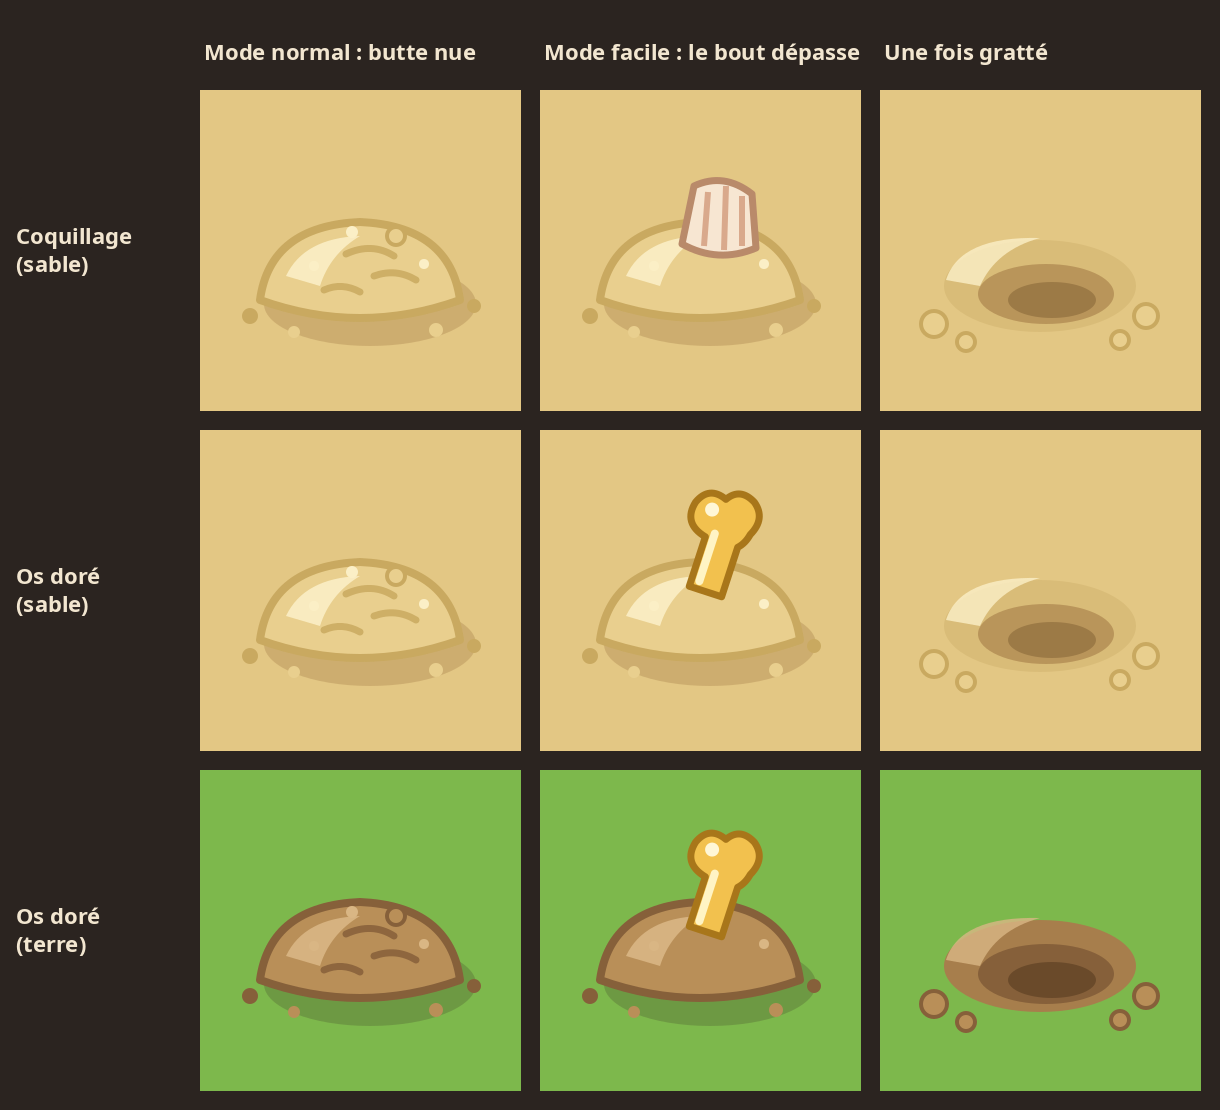 Mode normal : butte nue
Mode facile : le bout dépasse
Une fois gratté
Coquillage
(sable)
Os doré
(sable)
Os doré
(terre)